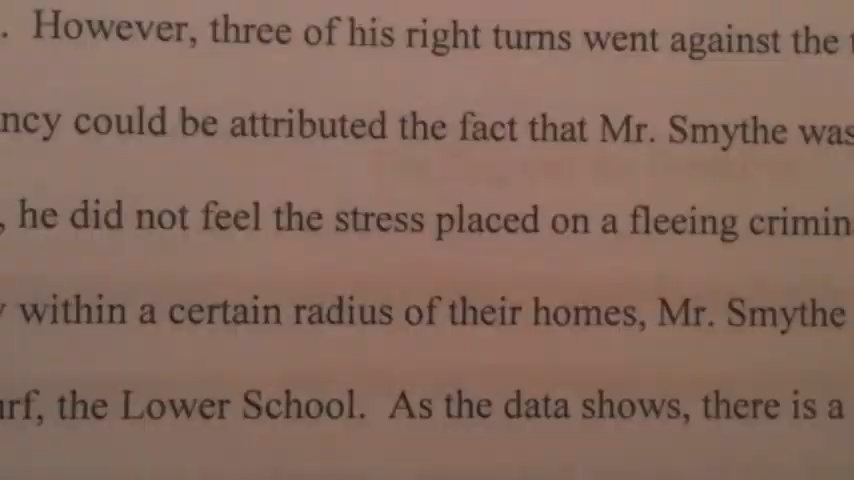 . However, three of his right turns went against the
ncy could be attributed the fact that Mr. Smythe was
, he did not feel the stress placed on a fleeing crimin
within a certain radius of their homes, Mr. Smythe
urf, the Lower School. As the data shows, there is a